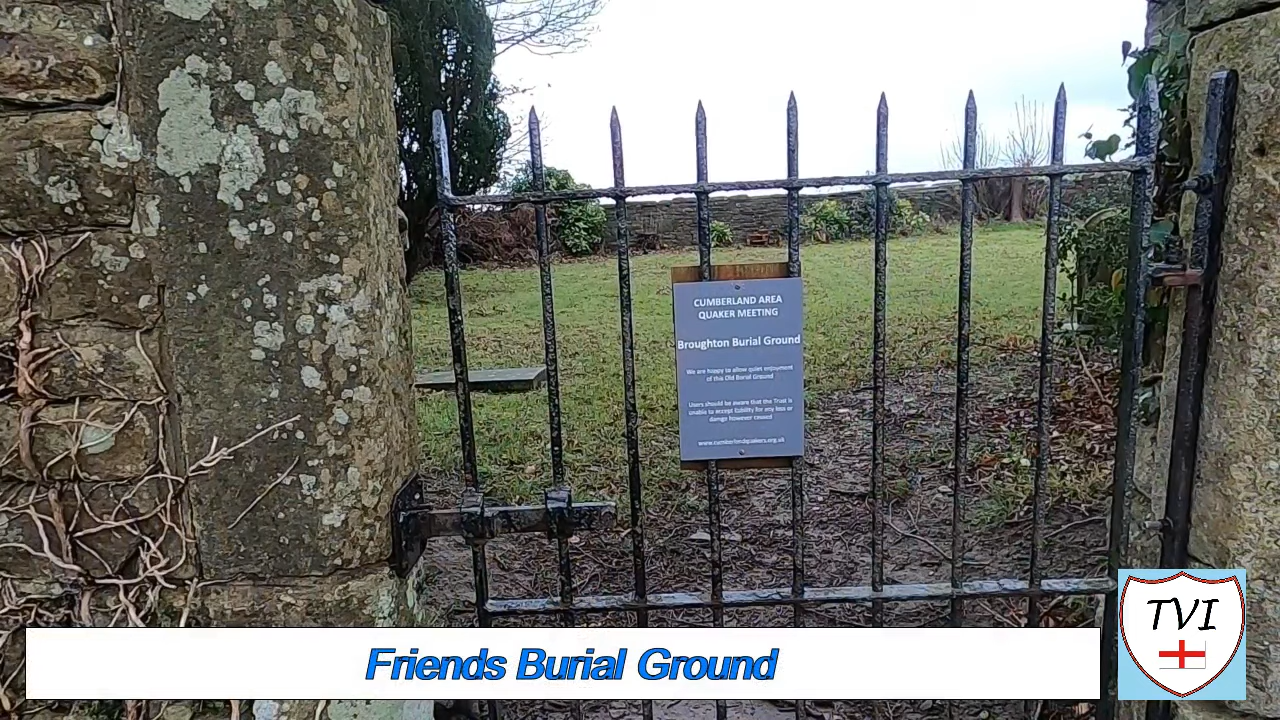 CUMBERLAND AREA
QUAKER MEETING
Broughton Burial Ground
We are happy to allow quiet enjoyment
of this Old Burial Ground
Users should be aware that the Trust is
unable to accept liability for any loss or
damge however caused
www.cumberlandquakers.org.uk
Friends Burial Ground
TVI